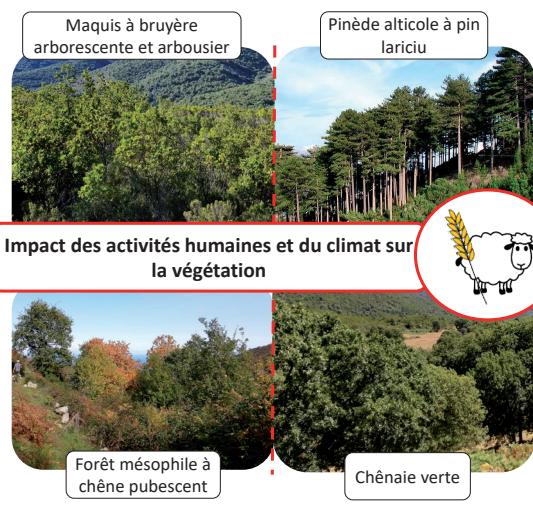 Maquis à bruyère
arborescente et arbousier
Pinède alticole à pin
lariciu
Impact des activités humaines et du climat sur
la végétation
Forêt mésophile à
chêne pubescent
Chênaie verte